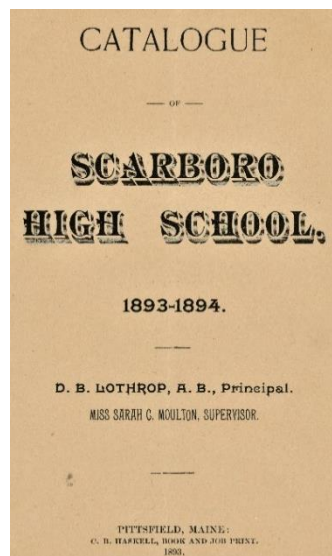 CATALOGUE
OF
SCARBORO
HIGH SCHOOL.
1893-1894.
D. B. LOTHROP, A. B., Principal.
MISS SARAH C. MOULTON, SUPERVISOR.
PITTSFIELD, MAINE:
C. B. HASKELL, BOOK AND JOB PRINT.
1893.